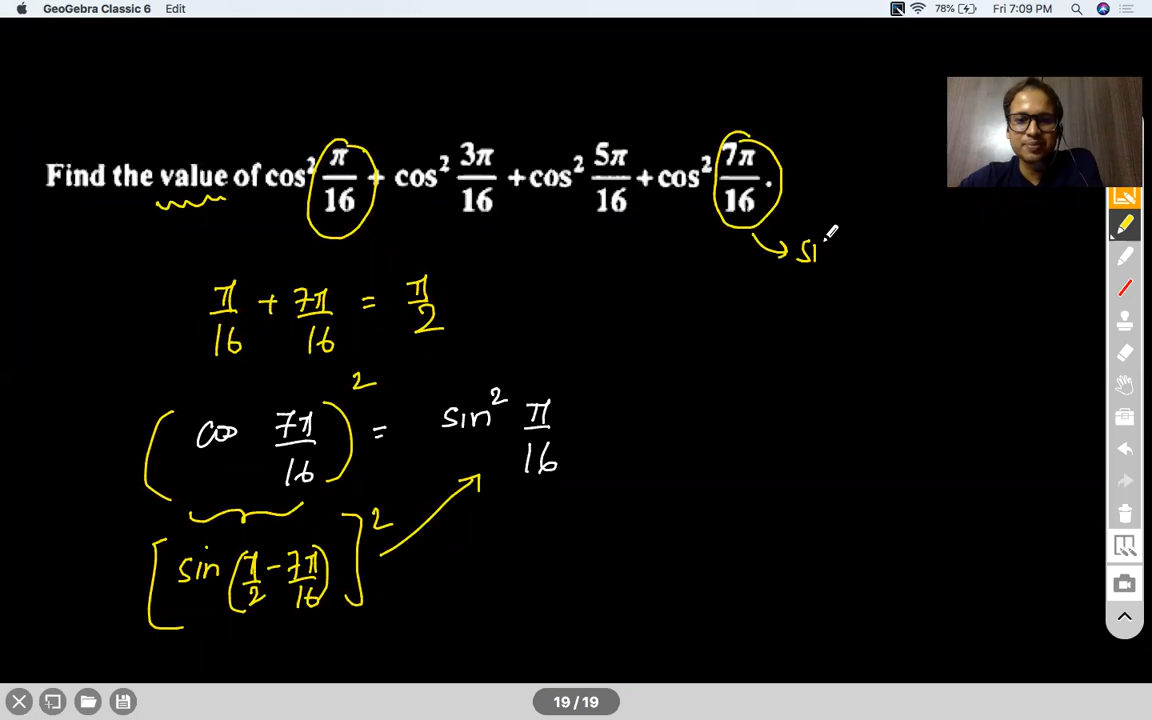 GeoGebra Classic 6 Edit 78% Fri 7:09 PM
Find the value of cos² π/16 + cos² 3π/16 + cos² 5π/16 + cos² 7π/16.
→ si
π/16 + 7π/16 = π/2
(cos 7π/16)² = sin² π/16
[sin(π/2 - 7π/16)]²
19 / 19